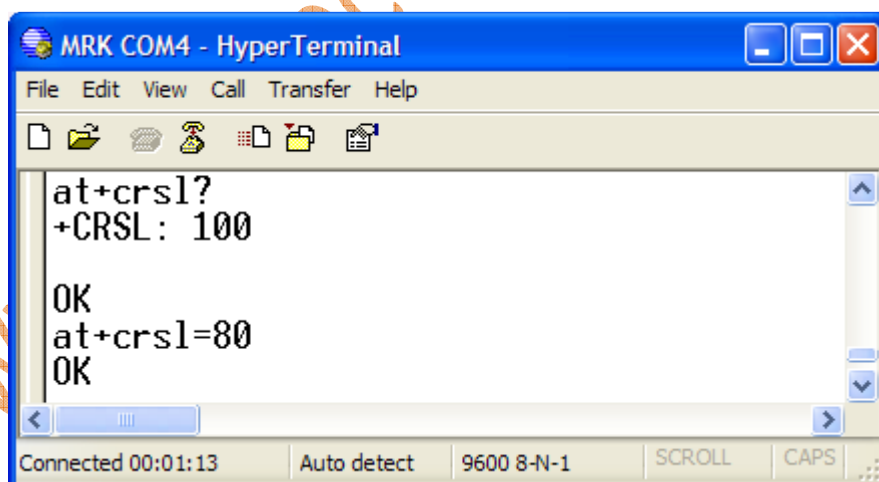 MRK COM4 - HyperTerminal
File Edit View Call Transfer Help
at+crsl?
+CRSL: 100
OK
at+crsl=80
OK
Connected 00:01:13 Auto detect 9600 8-N-1 SCROLL CAPS